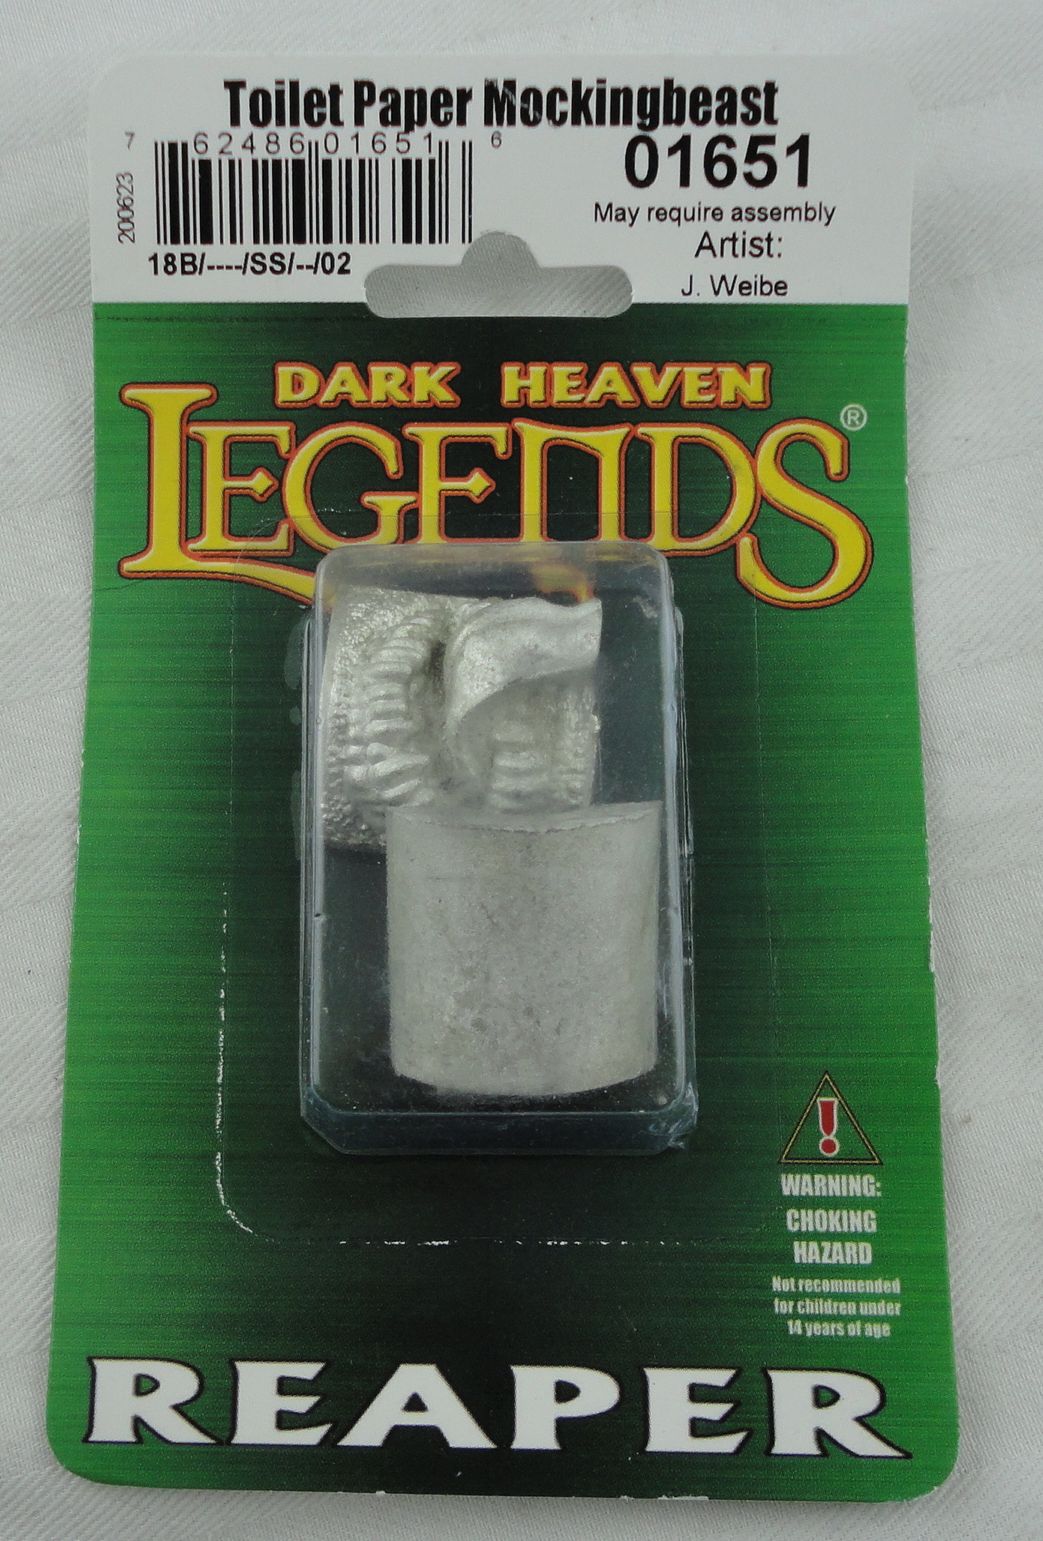 Toilet Paper Mockingbeast
7 62486 01651 6
01651
200623
May require assembly
18B/----/SS/--/02
Artist:
J. Weibe
DARK HEAVEN
LEGENDS®
WARNING:
CHOKING
HAZARD
Not recommended
for children under
14 years of age
REAPER